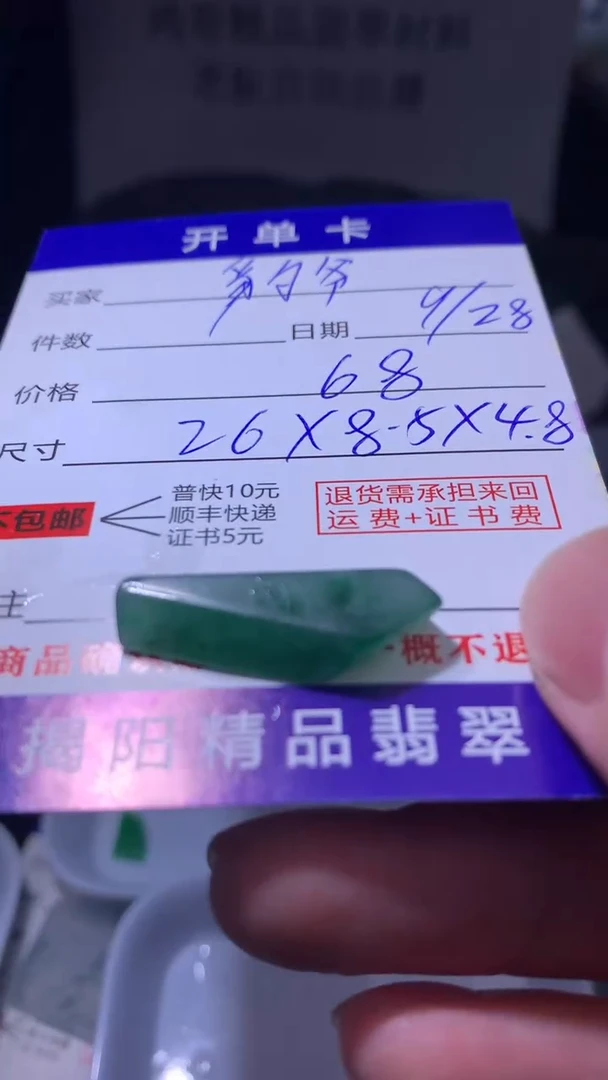 开单卡
买家
件数 日期 9/28
价格 68
尺寸 26X8.5X4.8
不包邮
普快10元
顺丰快递
证书5元
退货需承担来回
运费+证书费
主
商品确 一概不退
揭阳精品翡翠